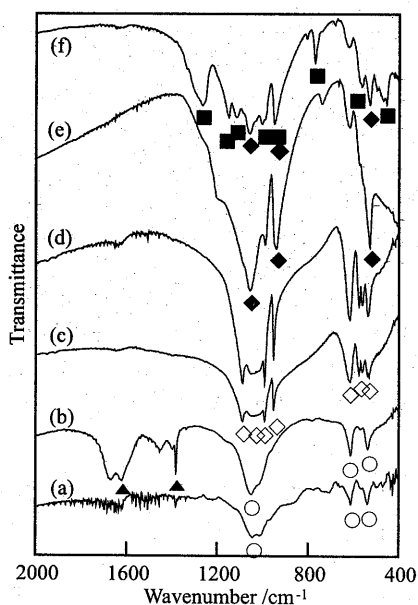 (f)
(e)
(d)
(c)
(b)
(a)
Transmittance
2000 1600 1200 800 400
Wavenumber /cm-1